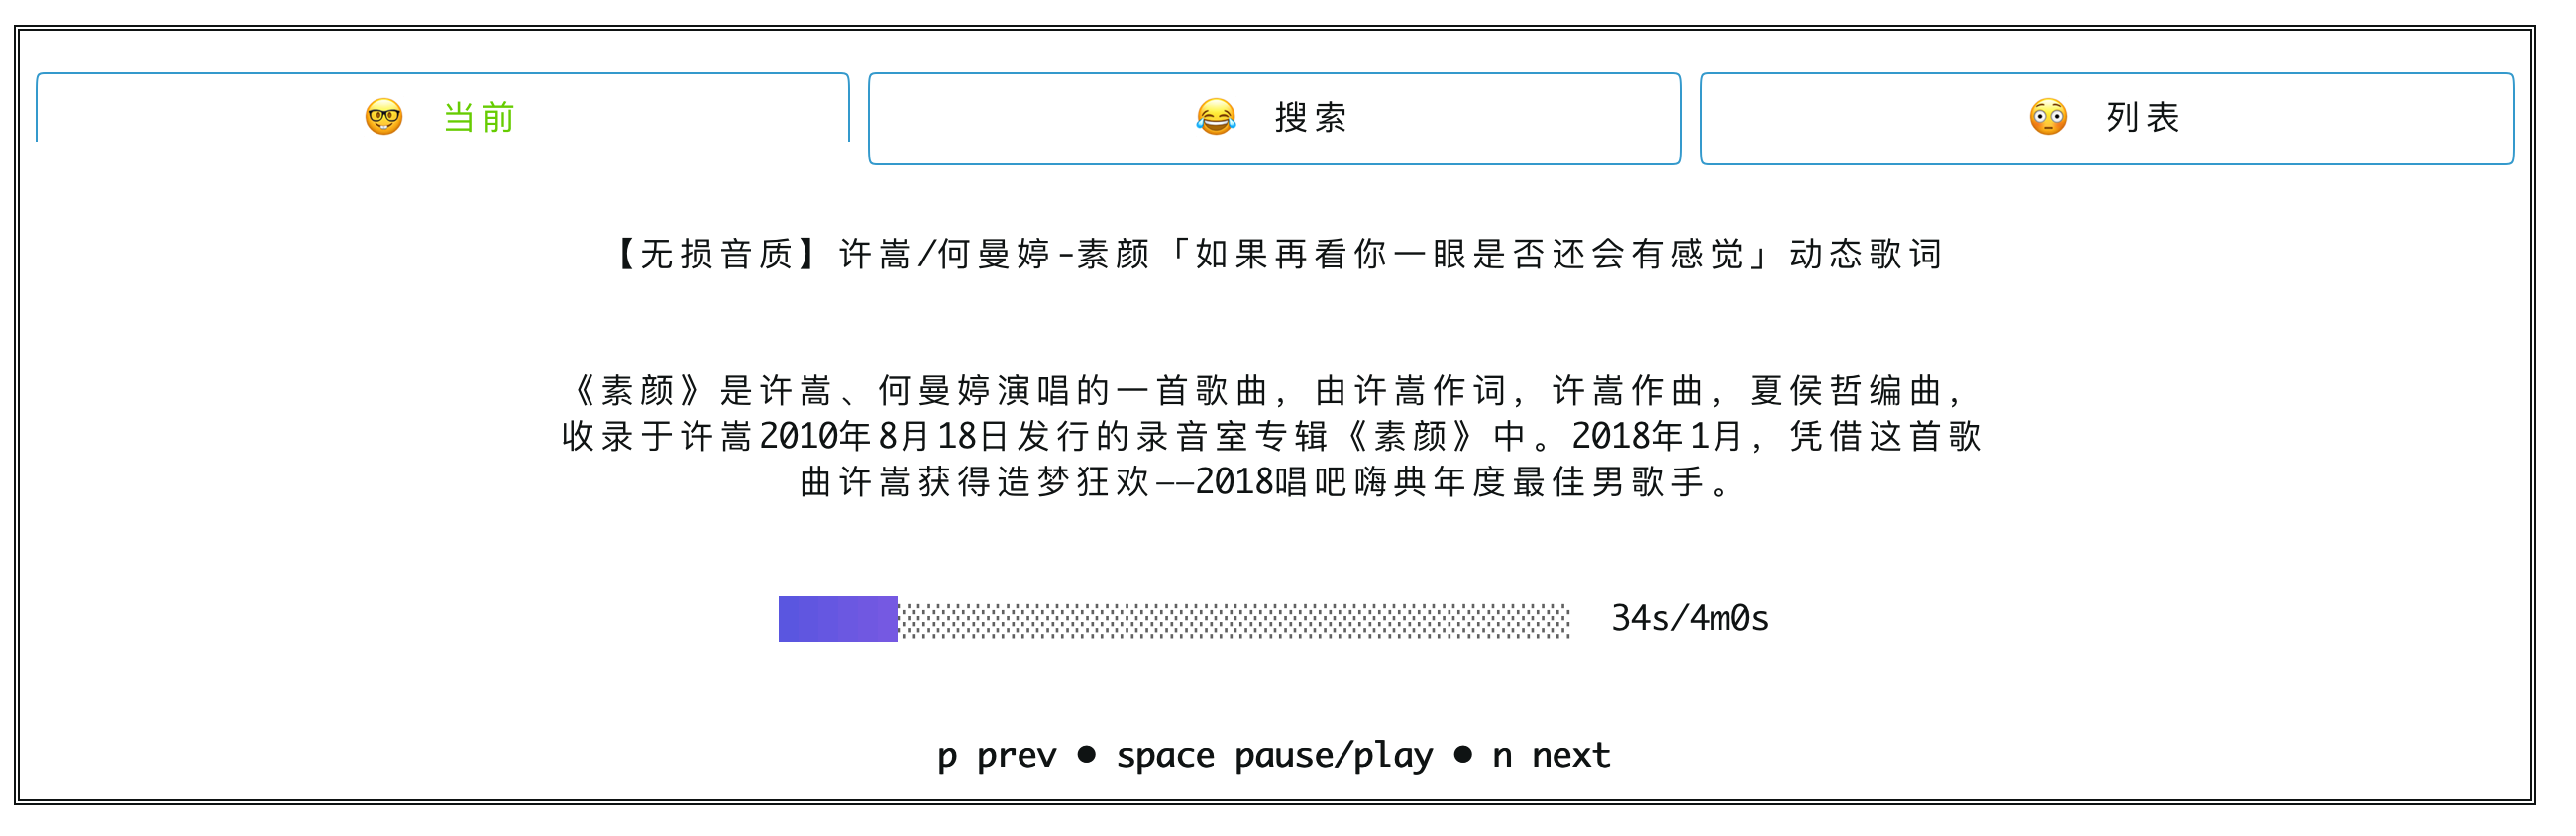 🤓 当前 😂 搜索 😳 列表
【无损音质】许嵩/何曼婷-素颜「如果再看你一眼是否还会有感觉」动态歌词
《素颜》是许嵩、何曼婷演唱的一首歌曲，由许嵩作词，许嵩作曲，夏侯哲编曲，
收录于许嵩2010年8月18日发行的录音室专辑《素颜》中。2018年1月，凭借这首歌
曲许嵩获得造梦狂欢——2018唱吧嗨典年度最佳男歌手。
34s/4m0s
p prev • space pause/play • n next